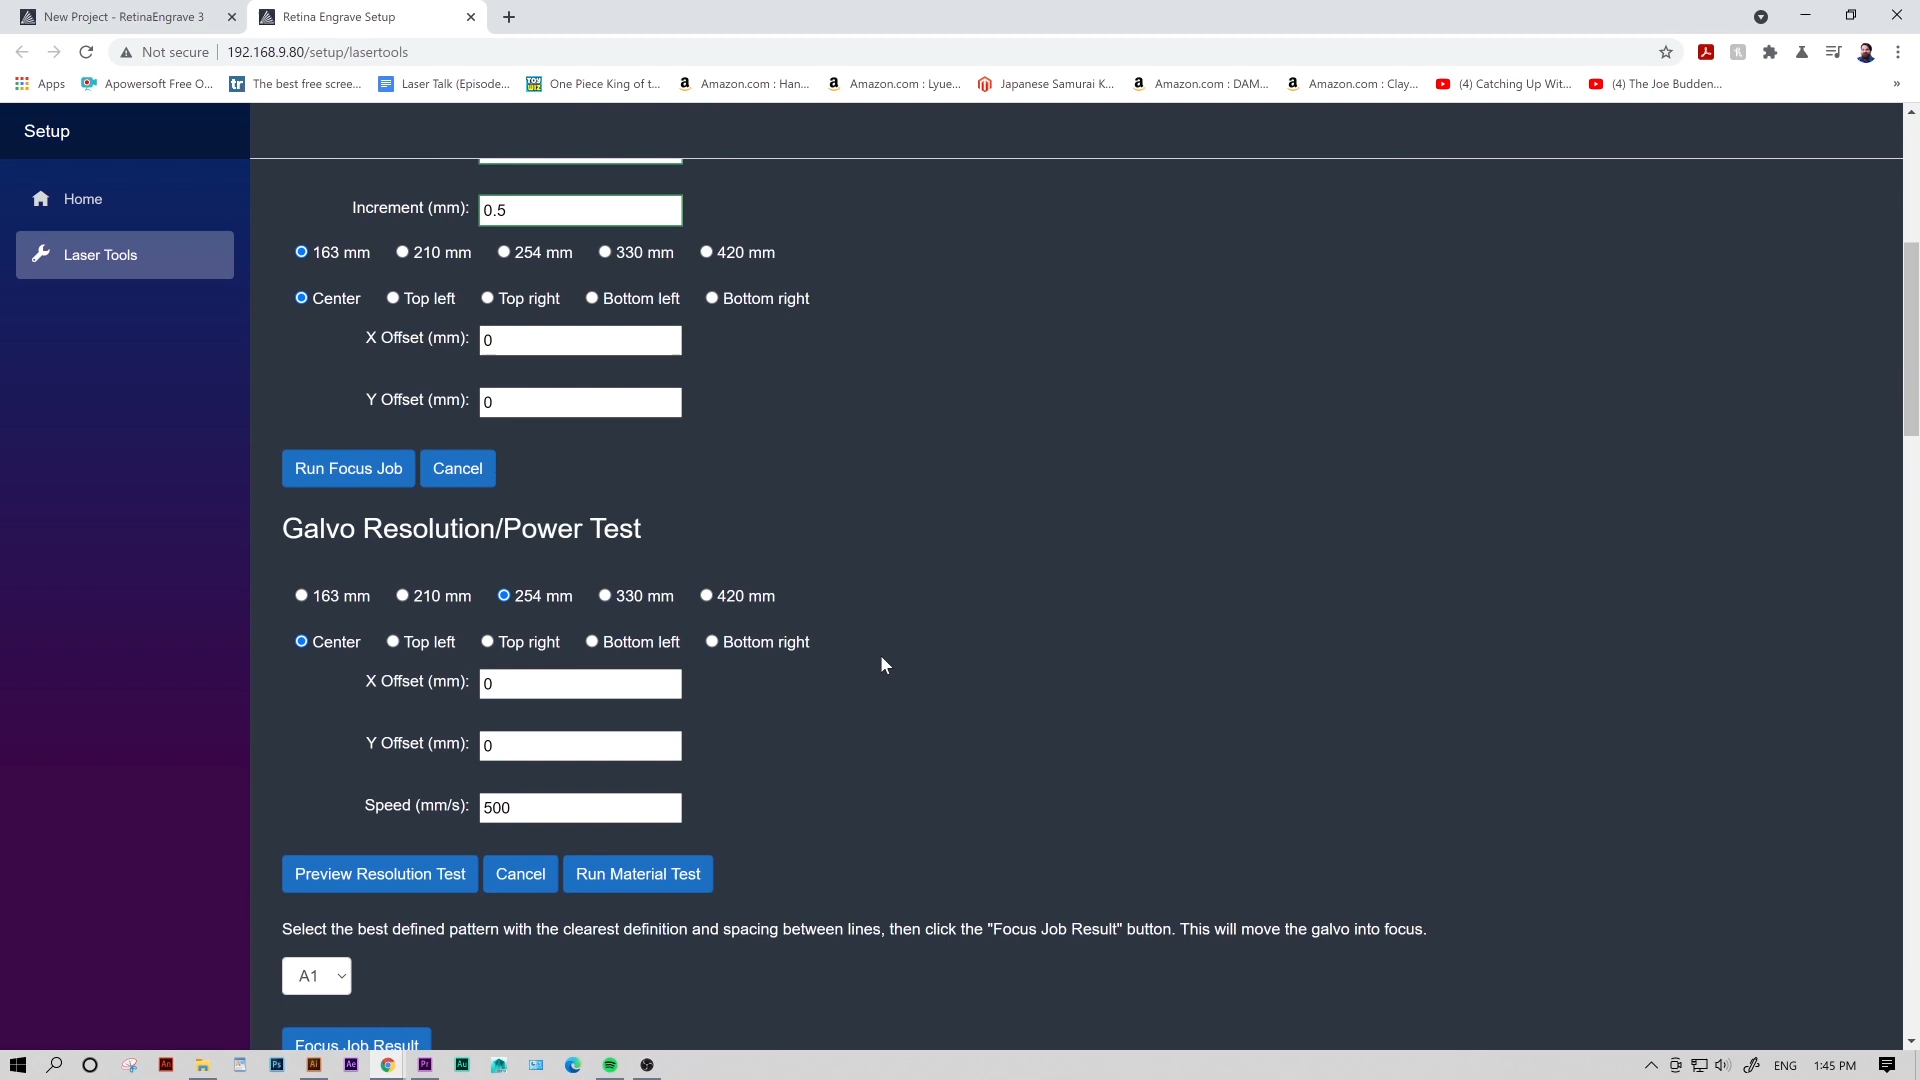 New Project - RetinaEngrave 3
Retina Engrave Setup
Not secure
192.168.9.80/setup/lasertools
Apps
Apowersoft Free O...
The best free scree...
Laser Talk (Episode...
One Piece King of t...
Amazon.com : Han...
Amazon.com : Lyue...
Japanese Samurai K...
Amazon.com : DAM...
Amazon.com : Clay...
(4) Catching Up Wit...
(4) The Joe Budden...
Setup
Home
Laser Tools
Increment (mm): 0.5
163 mm 210 mm 254 mm 330 mm 420 mm
Center Top left Top right Bottom left Bottom right
X Offset (mm): 0
Y Offset (mm): 0
Run Focus Job Cancel
Galvo Resolution/Power Test
163 mm 210 mm 254 mm 330 mm 420 mm
Center Top left Top right Bottom left Bottom right
X Offset (mm): 0
Y Offset (mm): 0
Speed (mm/s): 500
Preview Resolution Test Cancel Run Material Test
Select the best defined pattern with the clearest definition and spacing between lines, then click the "Focus Job Result" button. This will move the galvo into focus.
A1
Focus Job Result
ENG 1:45 PM